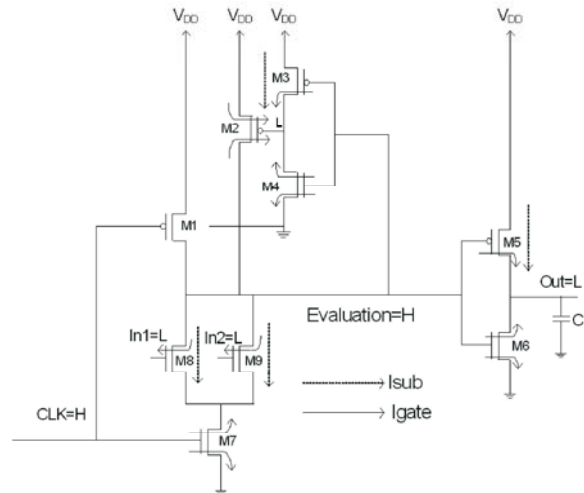 V_DD V_DD V_DD V_DD
M3
M2 L
M4
M1
M5
Out=L
Evaluation=H C
In1=L In2=L
M8 M9 M6
Isub
CLK=H Igate
M7